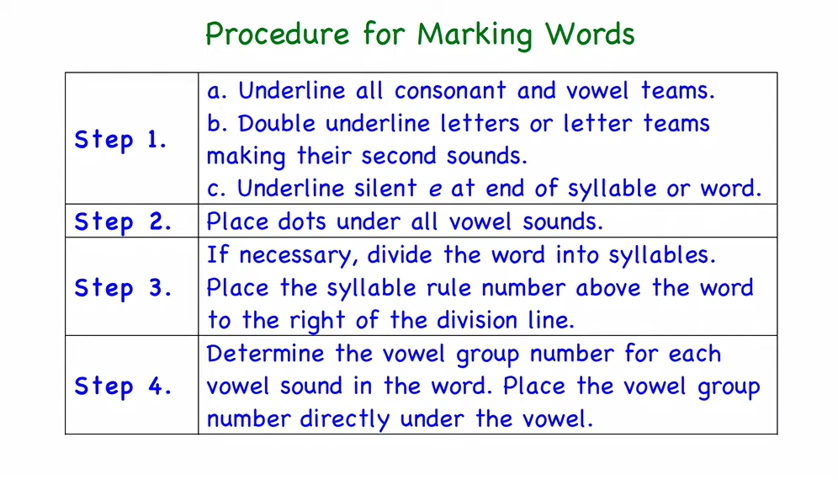 Procedure for Marking Words
Step 1.
a. Underline all consonant and vowel teams.
b. Double underline letters or letter teams
making their second sounds.
c. Underline silent e at end of syllable or word.
Step 2.
Place dots under all vowel sounds.
Step 3.
If necessary, divide the word into syllables.
Place the syllable rule number above the word
to the right of the division line.
Step 4.
Determine the vowel group number for each
vowel sound in the word. Place the vowel group
number directly under the vowel.